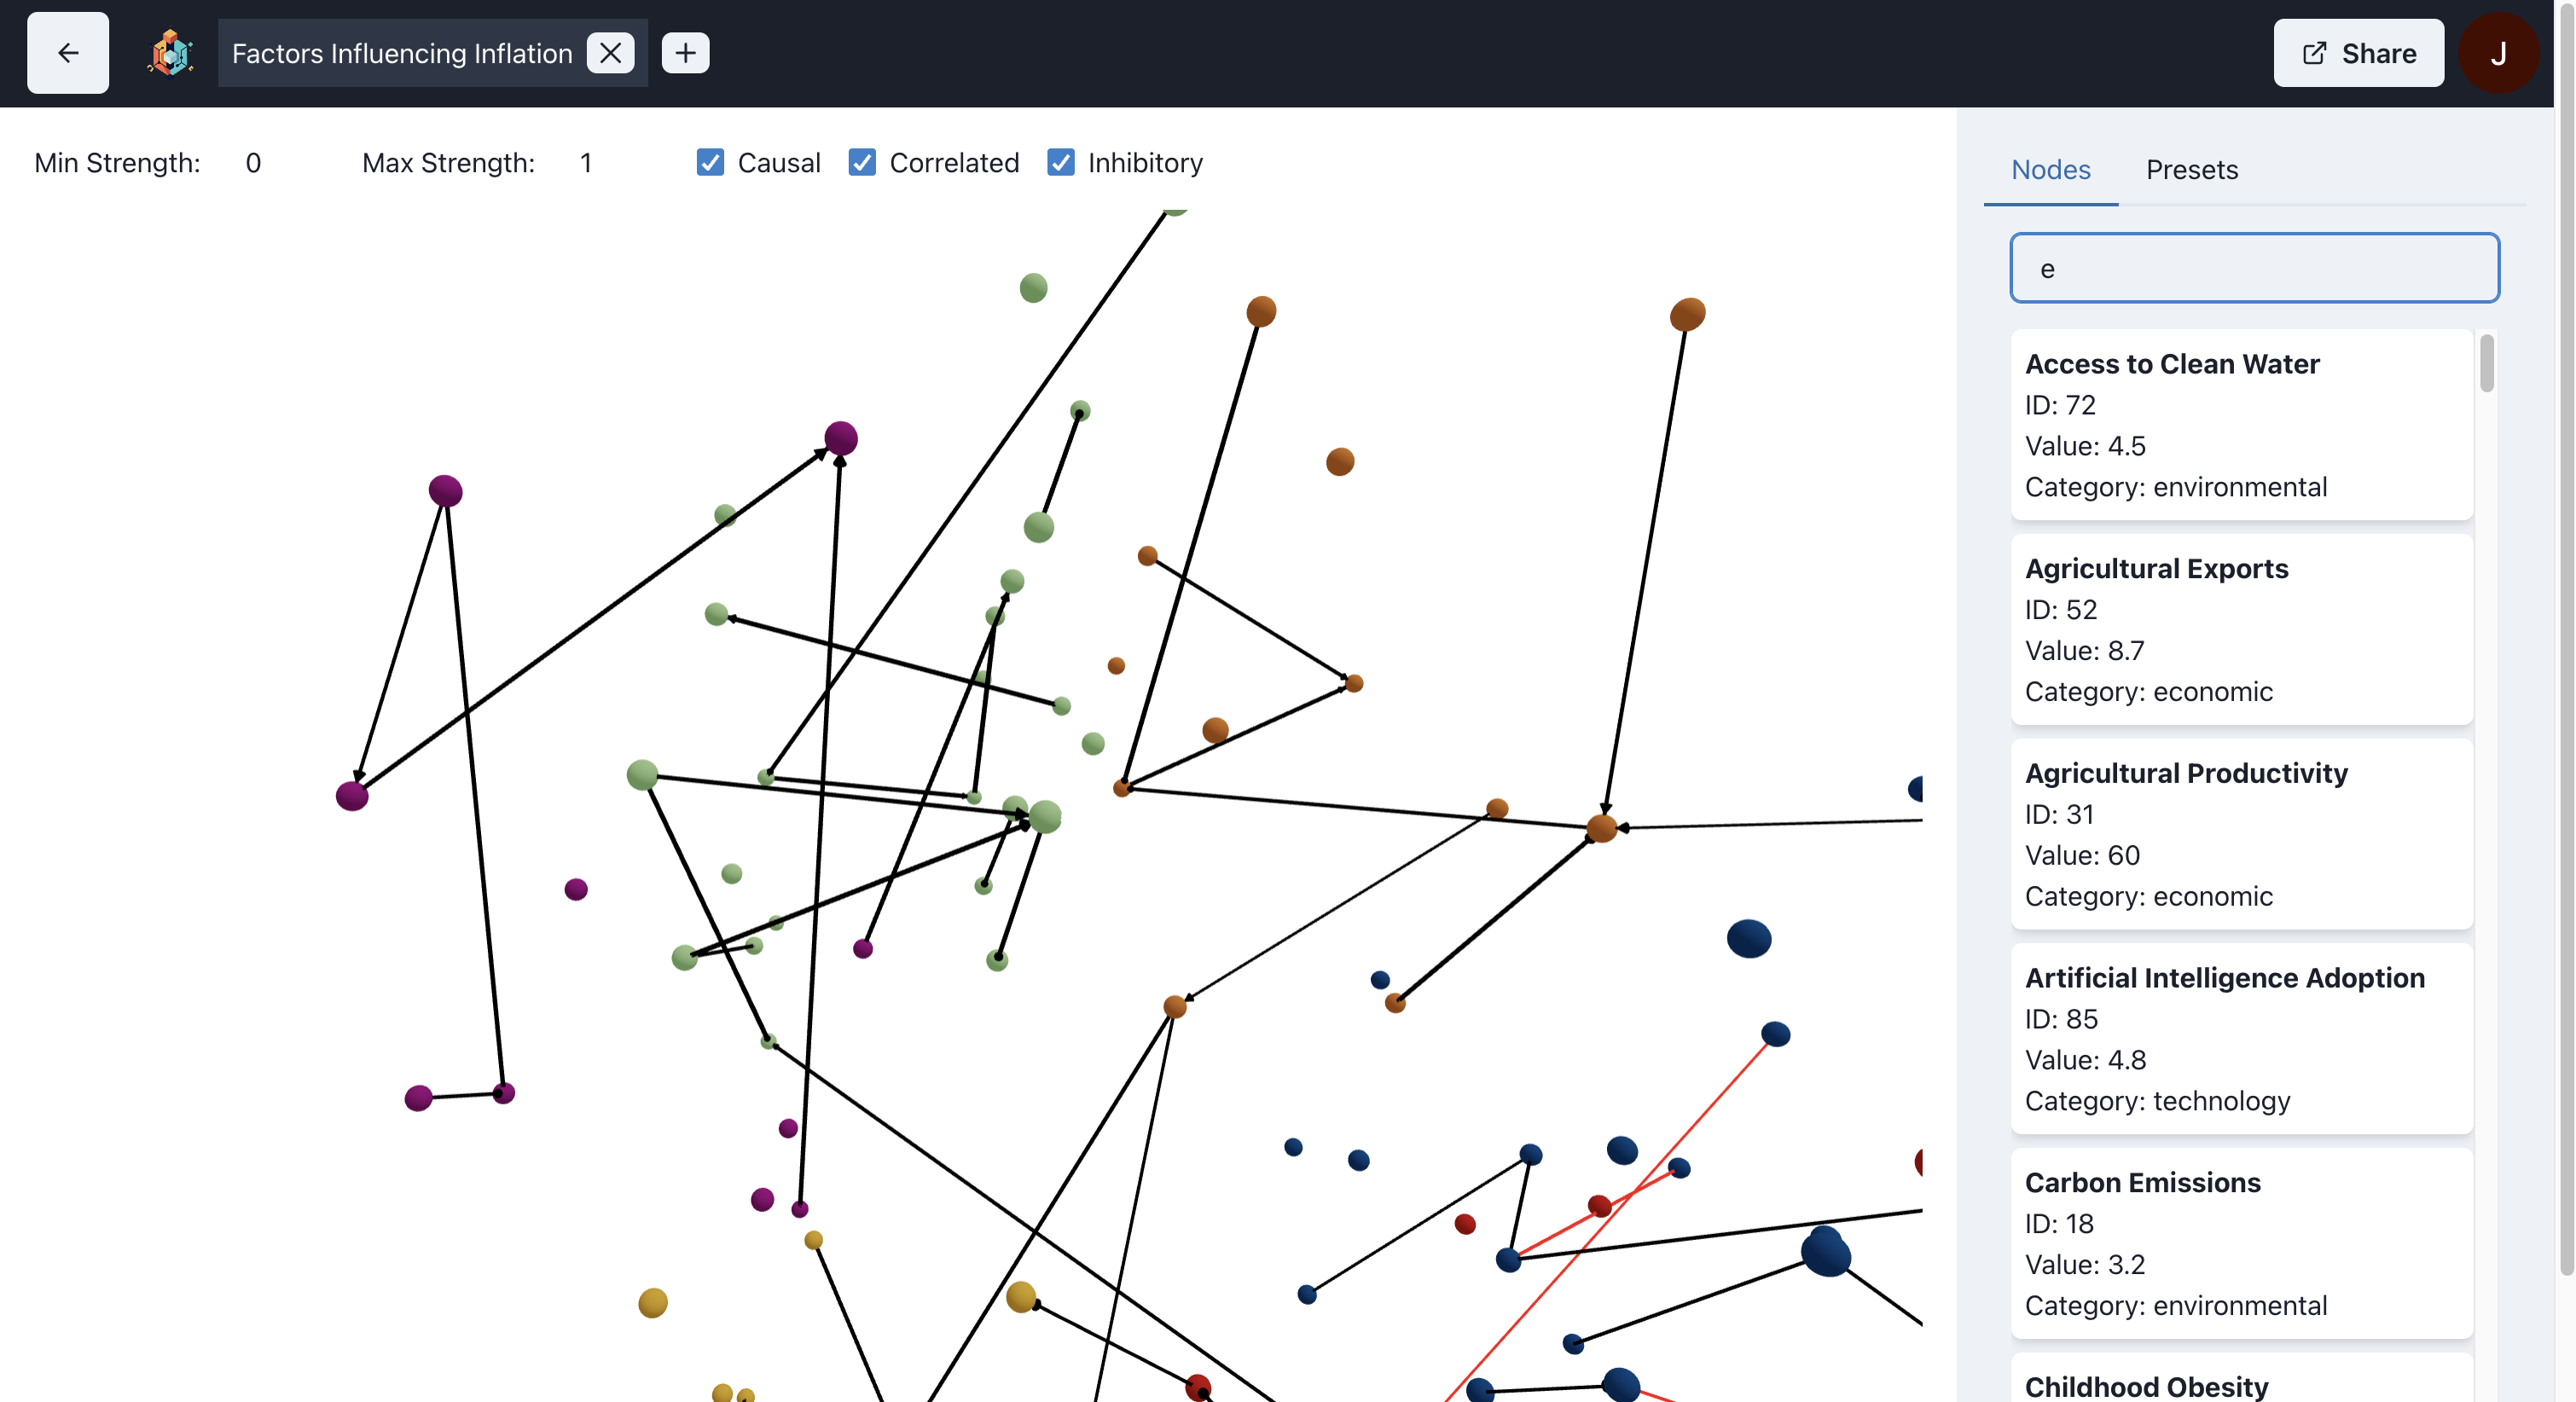 Factors Influencing Inflation
Share
J
Min Strength: 0 Max Strength: 1 Causal Correlated Inhibitory
Nodes Presets
e
Access to Clean Water
ID: 72
Value: 4.5
Category: environmental
Agricultural Exports
ID: 52
Value: 8.7
Category: economic
Agricultural Productivity
ID: 31
Value: 60
Category: economic
Artificial Intelligence Adoption
ID: 85
Value: 4.8
Category: technology
Carbon Emissions
ID: 18
Value: 3.2
Category: environmental
Childhood Obesity